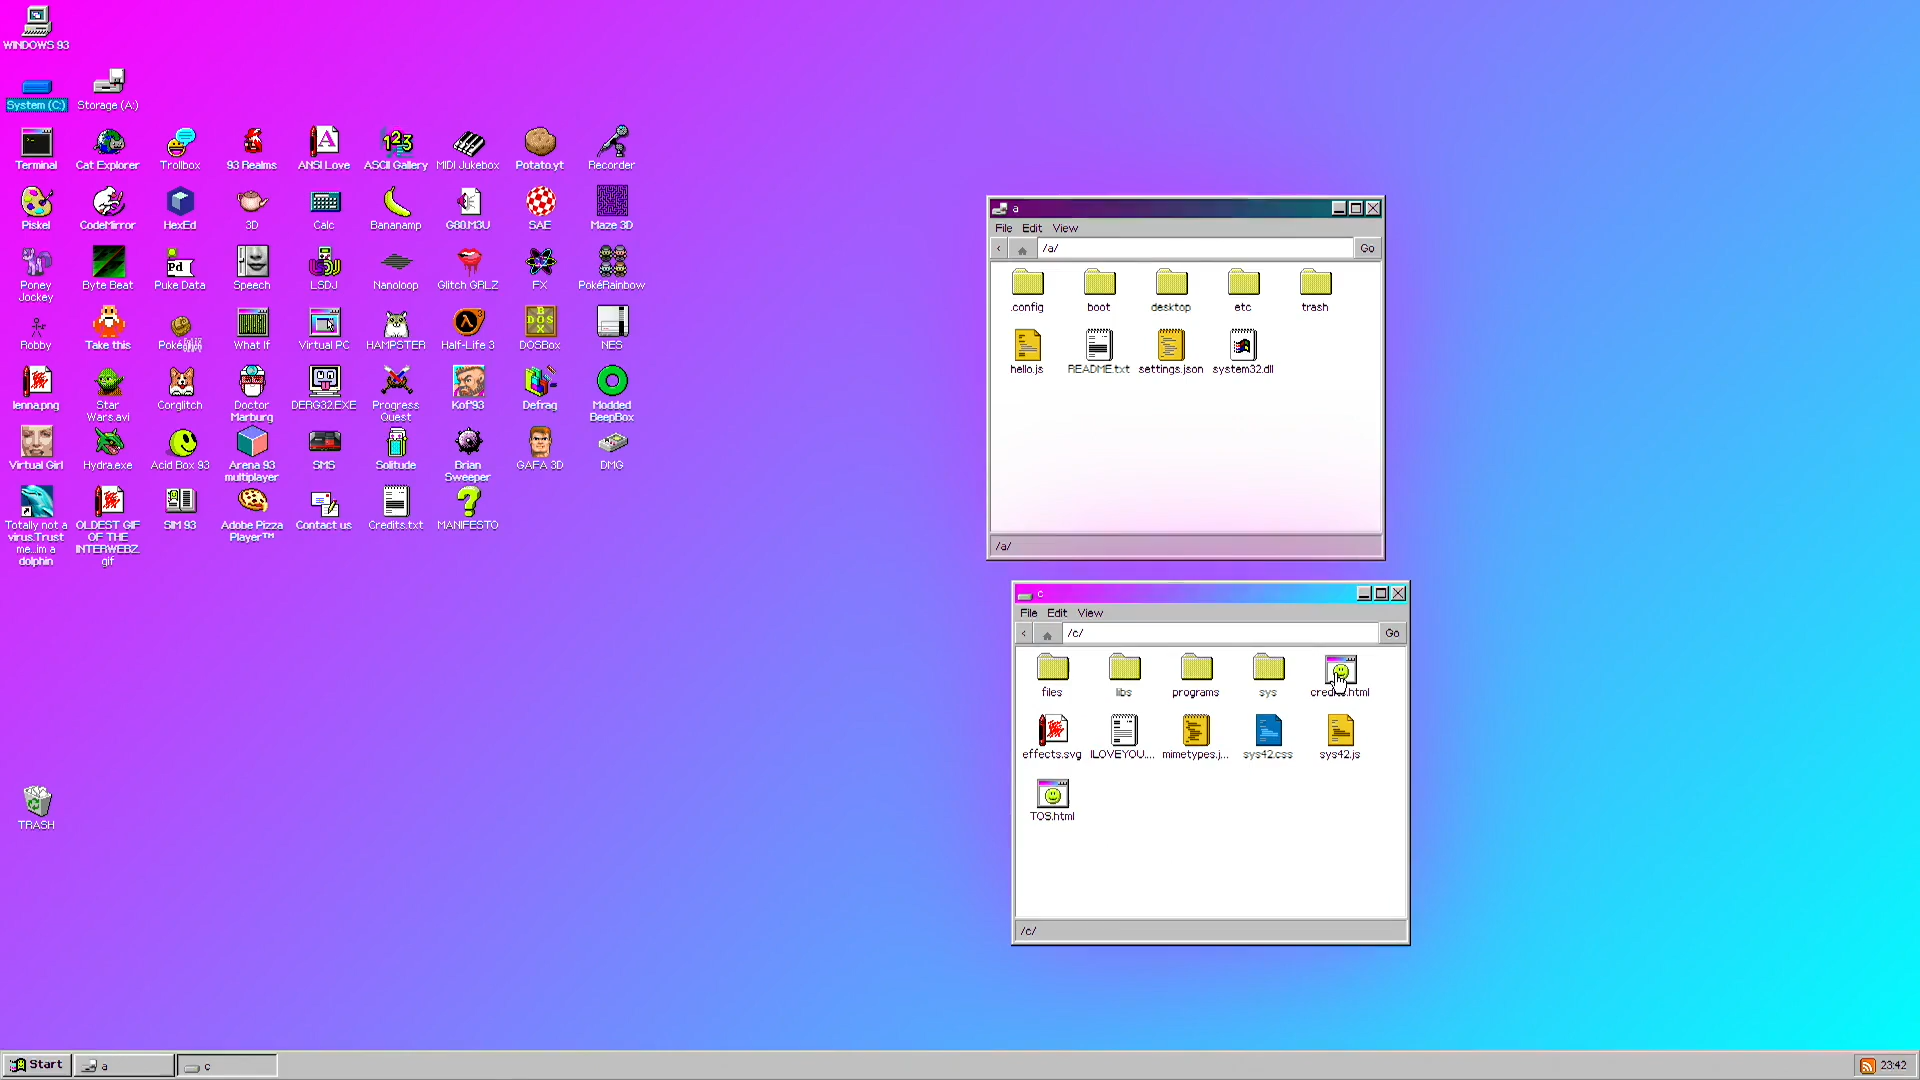 WINDOWS 93
System (C:)
Storage (A:)
Terminal
Cat Explorer
Trollbox
93 Realms
ANSI Love
ASCII Gallery
MIDI Jukebox
Potato.yt
Recorder
Piskel
CodeMirror
HexEd
3D
Calc
Bananamp
G80.M3U
SAE
Maze 3D
Poney
Jockey
Byte Beat
Puke Data
Speech
LSDJ
Nanoloop
Glitch GRLZ
FX
PokéRainbow
Robby
Take this
What If
Virtual PC
HAMPSTER
Half-Life 3
DOSBox
NES
lenna.png
Star
Wars.avi
Corglitch
Doctor
Marburg
DERG32.EXE
Progress
Quest
Kof'93
Defrag
Modded
BeepBox
Virtual Girl
Hydra.exe
Acid Box 93
Arena 93
multiplayer
SMS
Solitude
Brian
Sweeper
GAFA 3D
DMG
Totally not a
virus.Trust
me...im a
dolphin
OLDEST GIF
OF THE
INTERWEBZ.
gif
SIM 93
Adobe Pizza
Player™
Contact us
Credits.txt
MANIFESTO
TRASH
a
File Edit View
< /a/ Go
.config
boot
desktop
etc
trash
hello.js
README.txt
settings.json
system32.dll
/a/
c
File Edit View
< /c/ Go
files
libs
programs
sys
effects.svg
ILOVEYOU....
mimetypes.j...
sys42.css
sys42.js
TOS.html
/c/
Start
a
c
23:42